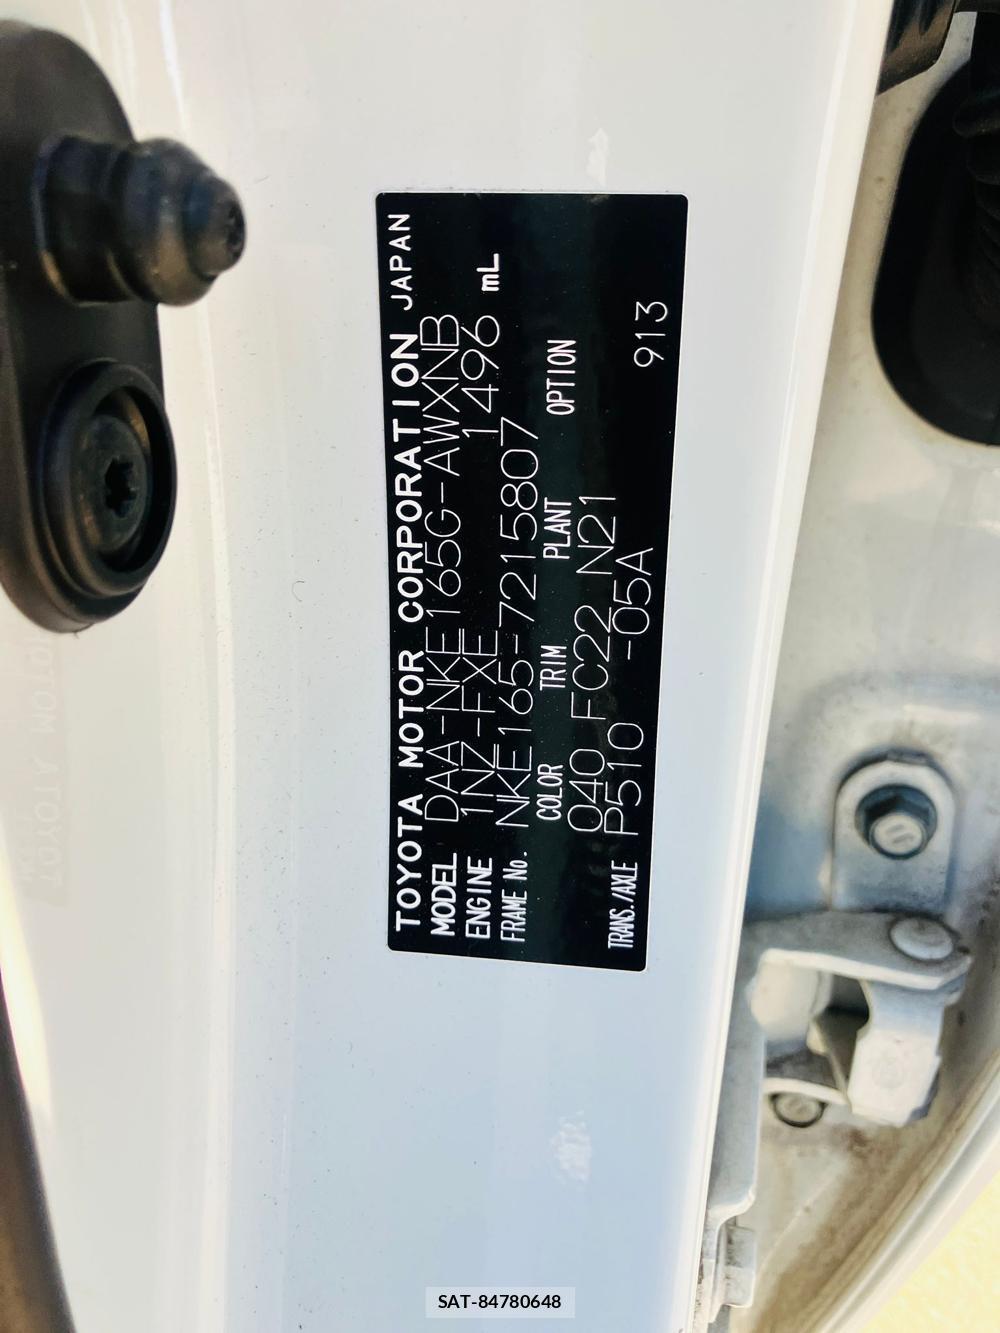 TOYOTA MOTOR CORPORATION JAPAN
MODEL DAA-NKE165G-AWXNB
ENGINE 1NZ-FXE 1496 mL
FRAME No. NKE165-7215807
COLOR TRIM PLANT OPTION
040 FC22 N21
TRANS./AXLE P510 -05A 913
SAT-84780648